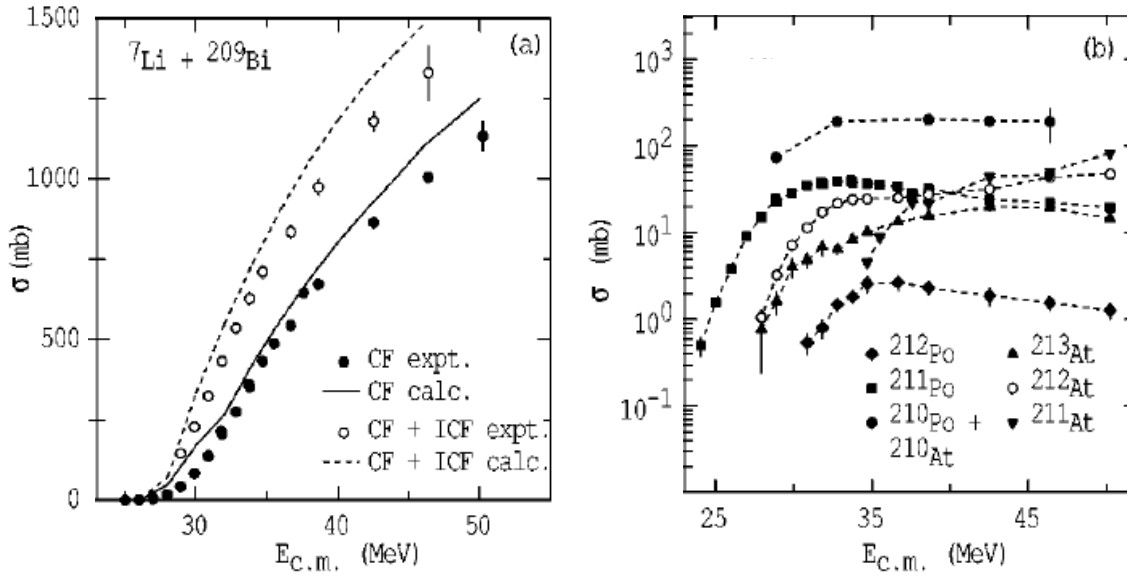 1500
1000
500
0
30
40
50
σ (mb)
E c.m. (MeV)
⁷Li + ²⁰⁹Bi
(a)
CF expt.
CF calc.
CF + ICF expt.
CF + ICF calc.
10³
10²
10¹
10⁰
10⁻¹
25
35
45
σ (mb)
E c.m. (MeV)
(b)
²¹²Po
²¹¹Po
²¹⁰Po +
²¹⁰At
²¹³At
²¹²At
²¹¹At